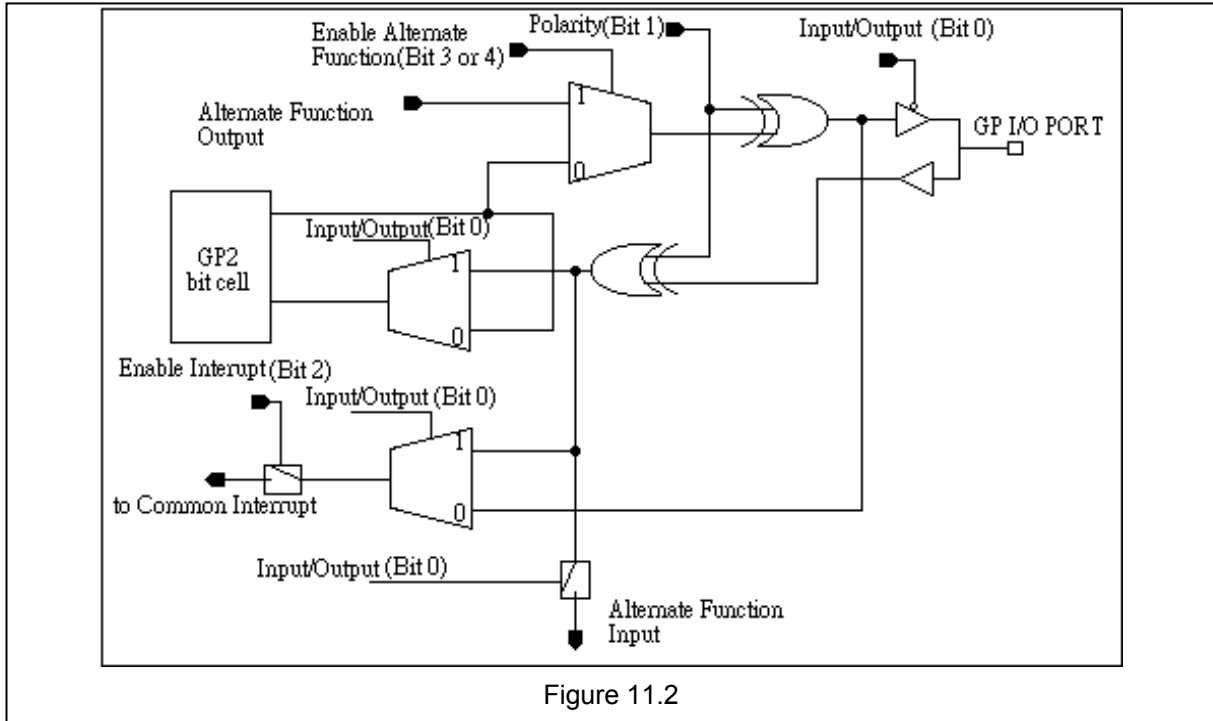 Polarity(Bit 1)
Input/Output (Bit 0)
Enable Alternate
Function(Bit 3 or 4)
Alternate Function
Output
1
0
GP I/O PORT
Input/Output(Bit 0)
GP2
bit cell
1
0
Enable Interupt(Bit 2)
Input/Output (Bit 0)
1
0
to Common Interrupt
Input/Output (Bit 0)
Alternate Function
Input
Figure 11.2